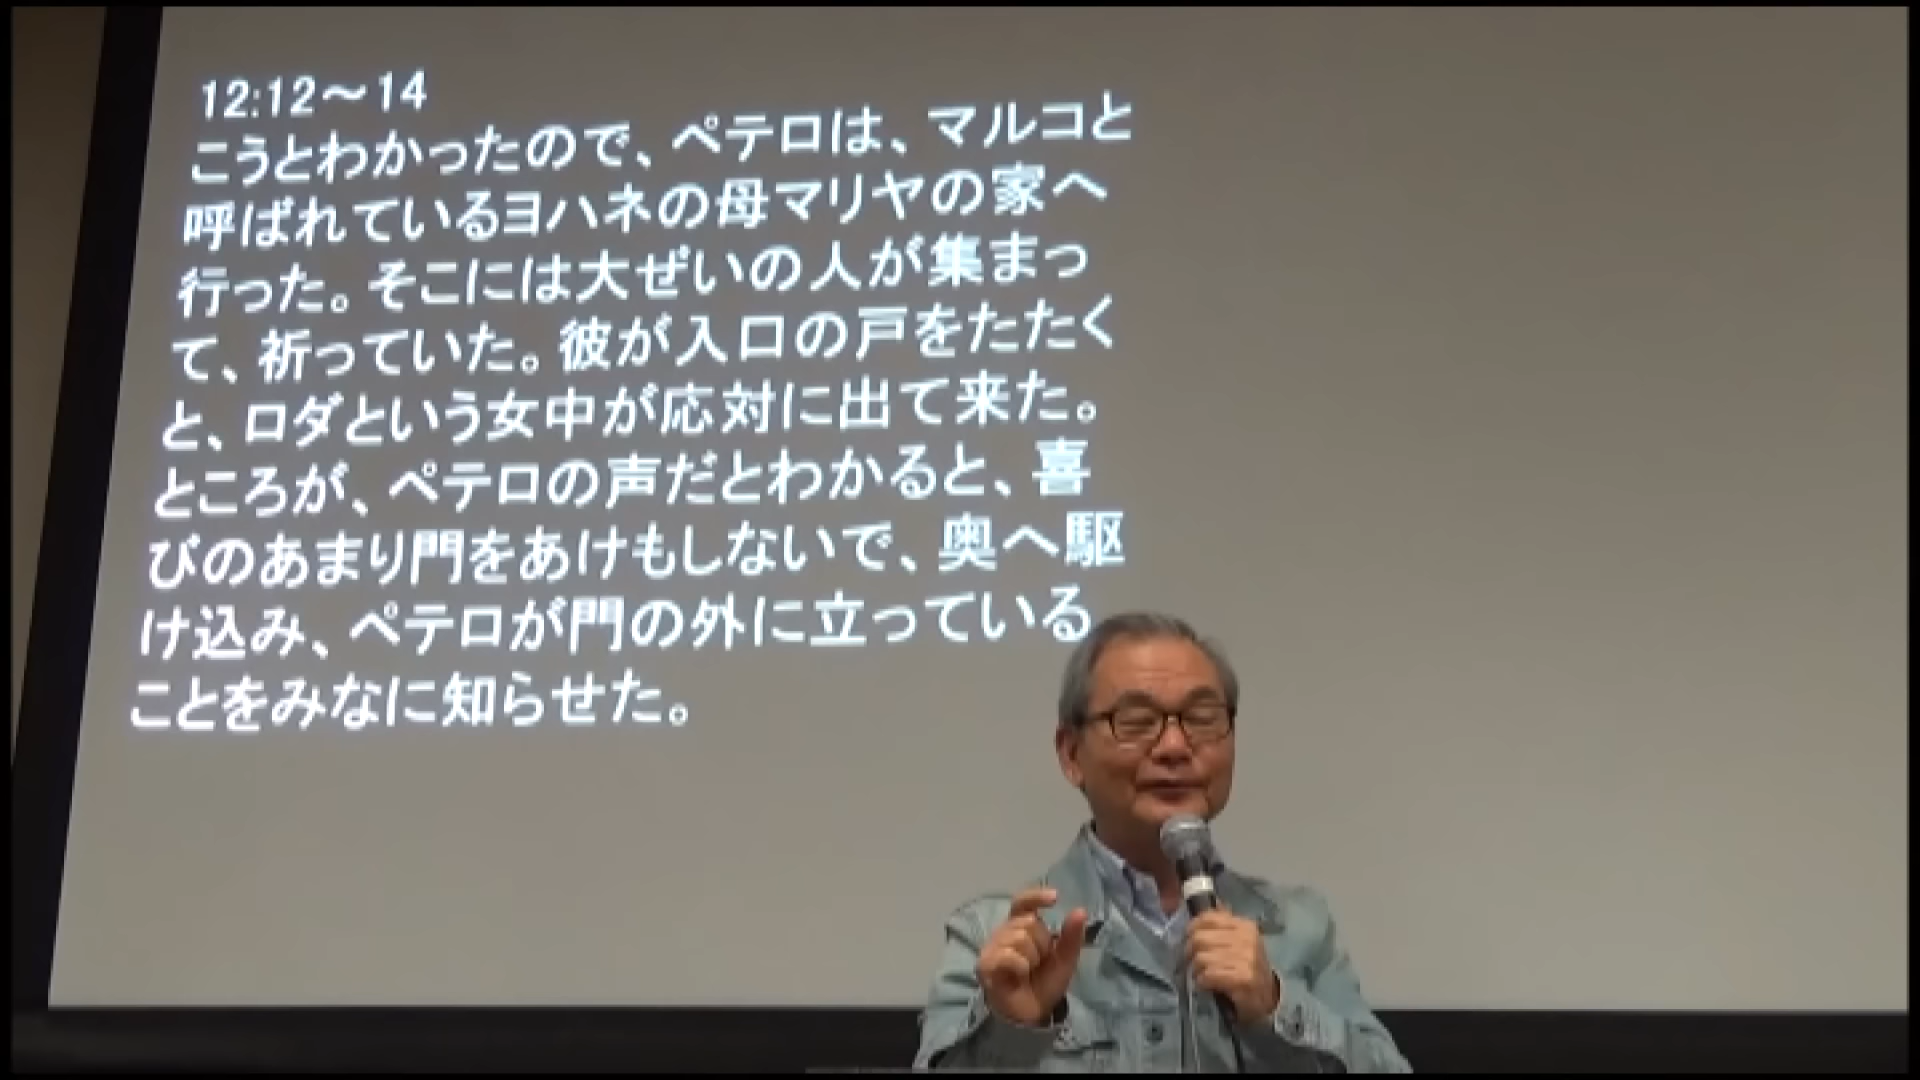 12:12～14
こうとわかったので、ペテロは、マルコと
呼ばれているヨハネの母マリヤの家へ
行った。そこには大ぜいの人が集まっ
て、祈っていた。彼が入口の戸をたたく
と、ロダという女中が応対に出て来た。
ところが、ペテロの声だとわかると、喜
びのあまり門をあけもしないで、奥へ駆
け込み、ペテロが門の外に立っている
ことをみなに知らせた。